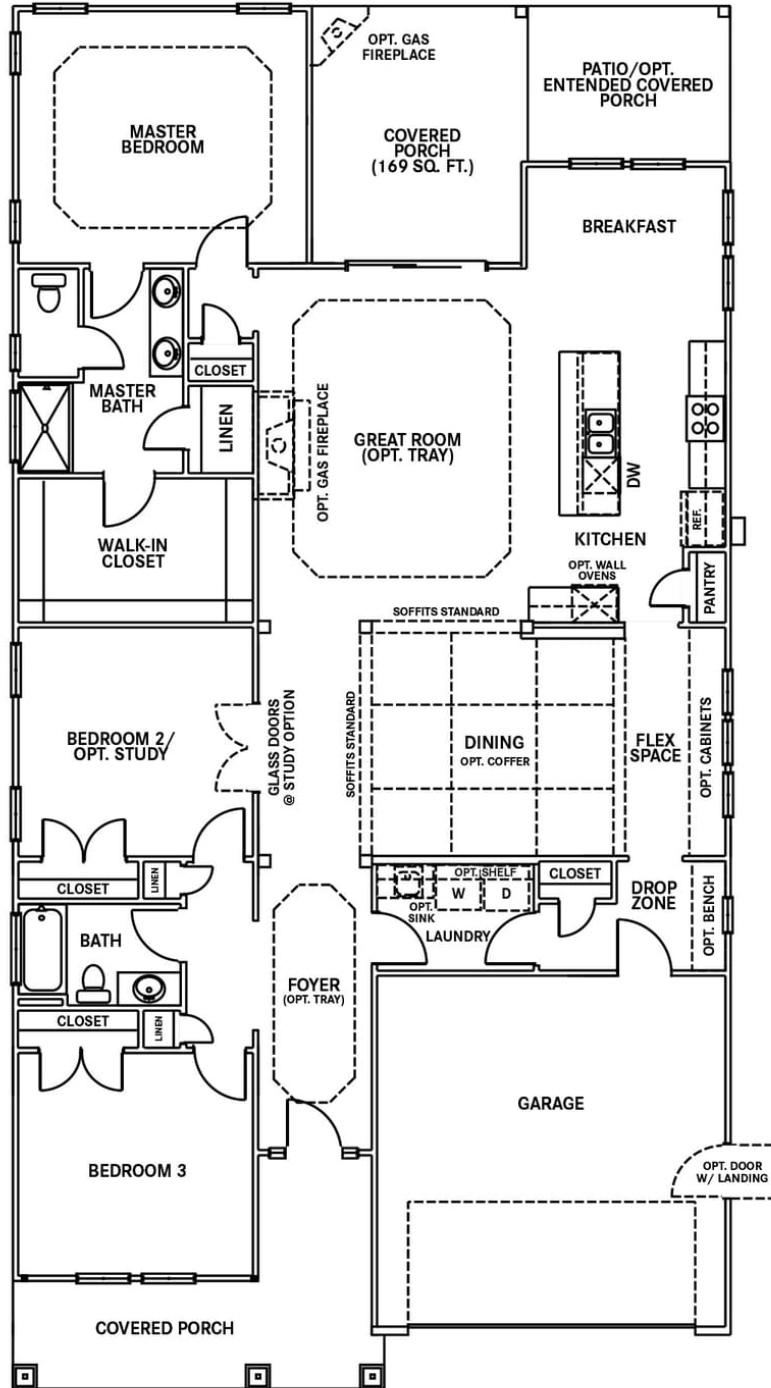 OPT. GAS
FIREPLACE
PATIO/OPT.
ENTENDED COVERED
PORCH
MASTER
BEDROOM
COVERED
PORCH
(169 SQ. FT.)
BREAKFAST
CLOSET
MASTER
BATH
LINEN
OPT. GAS FIREPLACE
GREAT ROOM
(OPT. TRAY)
DW
REF.
KITCHEN
WALK-IN
CLOSET
OPT. WALL
OVENS
PANTRY
SOFFITS STANDARD
BEDROOM 2/
OPT. STUDY
GLASS DOORS
@ STUDY OPTION
SOFFITS STANDARD
DINING
OPT. COFFER
FLEX
SPACE
OPT. CABINETS
CLOSET
LINEN
OPT. SHELF
W
D
OPT.
SINK
LAUNDRY
CLOSET
DROP
ZONE
OPT. BENCH
BATH
FOYER
(OPT. TRAY)
CLOSET
LINEN
GARAGE
BEDROOM 3
OPT. DOOR
W/ LANDING
COVERED PORCH